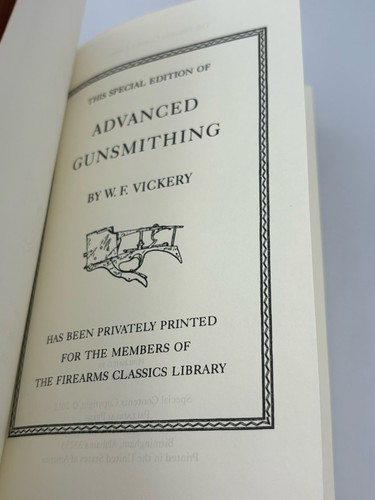 THIS SPECIAL EDITION OF
ADVANCED
GUNSMITHING
BY W. F. VICKERY
HAS BEEN PRIVATELY PRINTED
FOR THE MEMBERS OF
THE FIREARMS CLASSICS LIBRARY